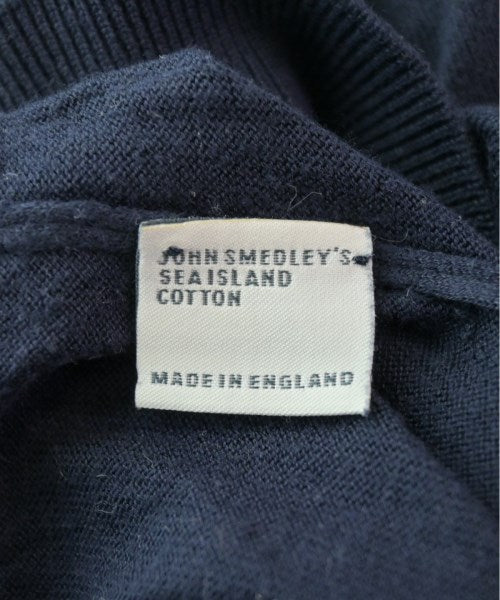 JOHN SMEDLEY'S
SEA ISLAND
COTTON
MADE IN ENGLAND